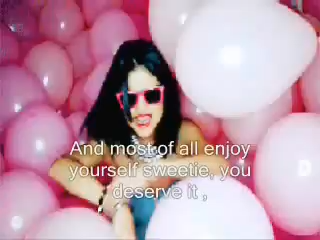 And most of all enjoy
yourself sweetie, you
deserve it ,